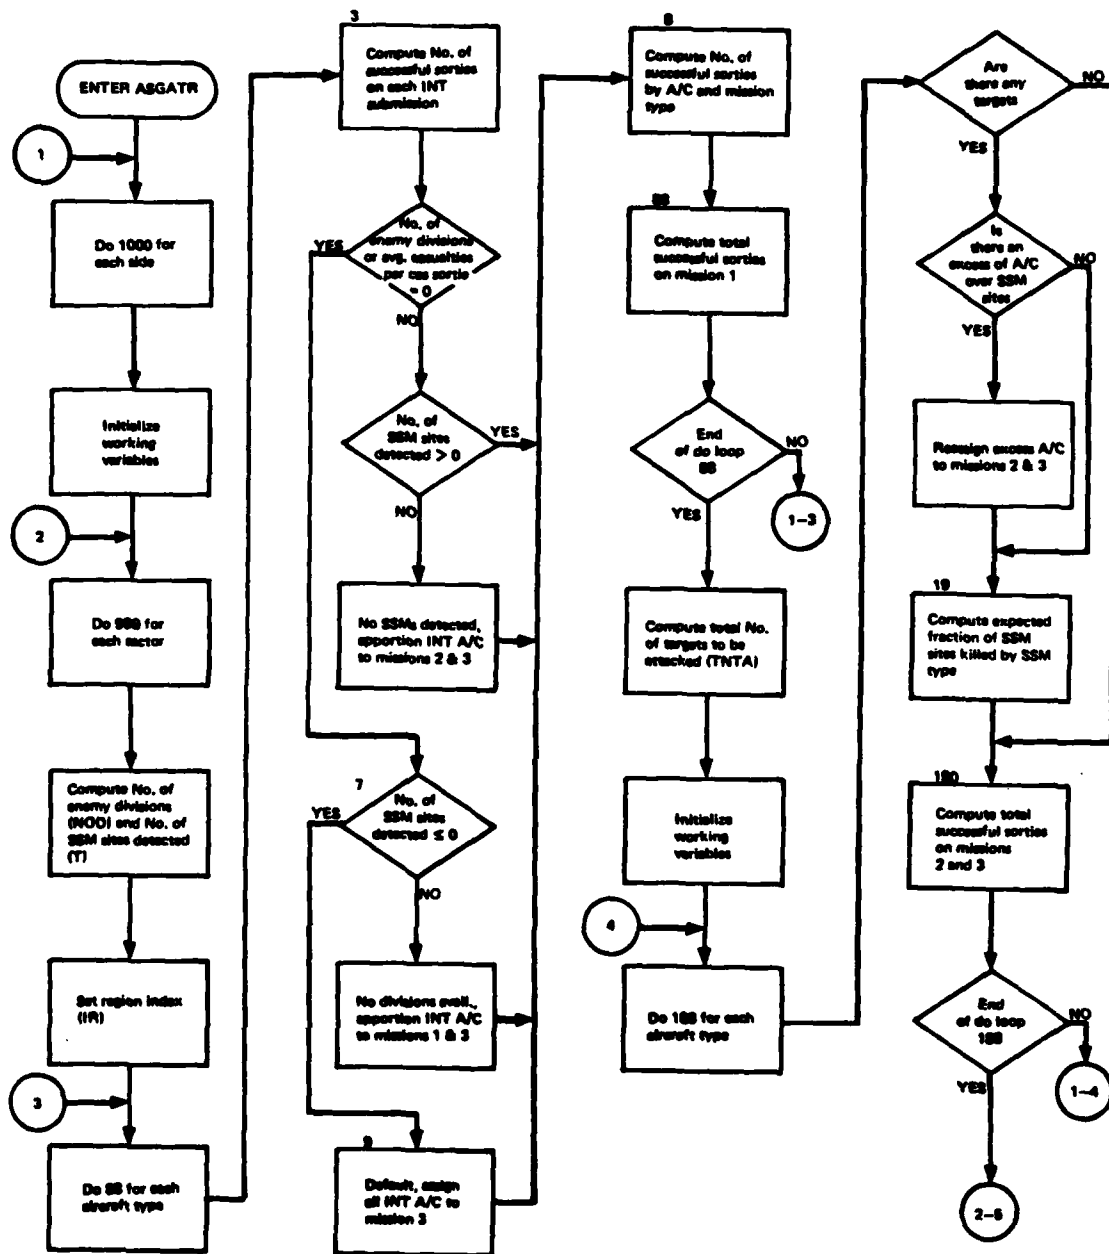 ENTER ASGATR
1
Do 1000 for
each side
Initialize
working
variables
2
Do 999 for
each sector
Compute No. of
enemy divisions
(NOD) and No. of
SSM sites detected
(T)
Set region index
(IR)
3
Do 88 for each
aircraft type
3
Compute No. of
successful sorties
on each INT
submission
No. of
enemy divisions
or avg. casualties
per cas sortie
= 0
YES
NO
No. of
SSM sites
detected > 0
YES
NO
No SSMs detected,
apportion INT A/C
to missions 2 & 3
7
No. of
SSM sites
detected ≤ 0
YES
NO
No divisions avail.,
apportion INT A/C
to missions 1 & 3
9
Default, assign
all INT A/C to
mission 3
8
Compute No. of
successful sorties
by A/C and mission
type
88
Compute total
successful sorties
on mission 1
End
of do loop
88
NO
YES
1-3
Compute total No.
of targets to be
attacked (TNTA)
Initialize
working
variables
4
Do 188 for each
aircraft type
Are
there any
targets
NO
YES
Is
there an
excess of A/C
over SSM
sites
NO
YES
Reassign excess A/C
to missions 2 & 3
19
Compute expected
fraction of SSM
sites killed by SSM
type
Compute total
successful sorties
on missions
2 and 3
End
of do loop
188
NO
YES
1-4